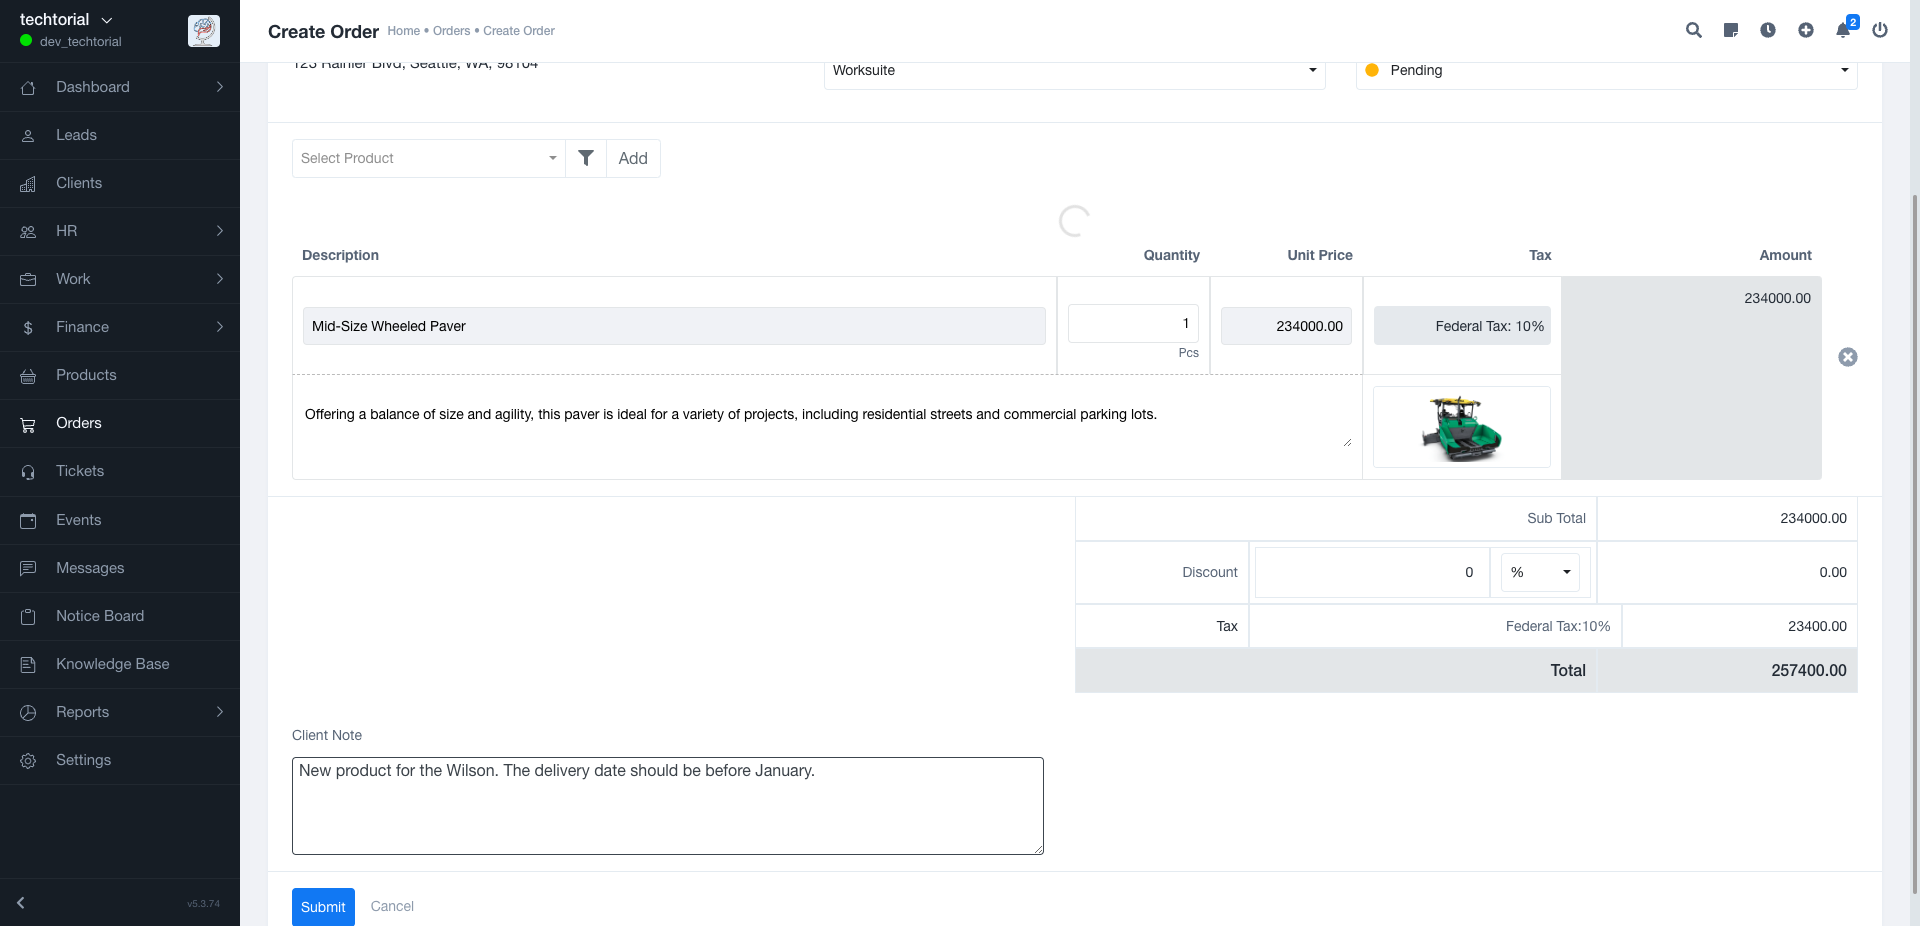 techtorial
dev_techtorial
Dashboard
Leads
Clients
HR
Work
Finance
Products
Orders
Tickets
Events
Messages
Notice Board
Knowledge Base
Reports
Settings
v5.3.74
Create Order Home • Orders • Create Order
2
123 Rainier Blvd, Seattle, WA, 98104
Worksuite
Pending
Select Product
Add
Description Quantity Unit Price Tax Amount
Mid-Size Wheeled Paver 1 234000.00 Federal Tax: 10% 234000.00
Pcs
Offering a balance of size and agility, this paver is ideal for a variety of projects, including residential streets and commercial parking lots.
Sub Total 234000.00
Discount 0 % 0.00
Tax Federal Tax:10% 23400.00
Total 257400.00
Client Note
New product for the Wilson. The delivery date should be before January.
Submit Cancel